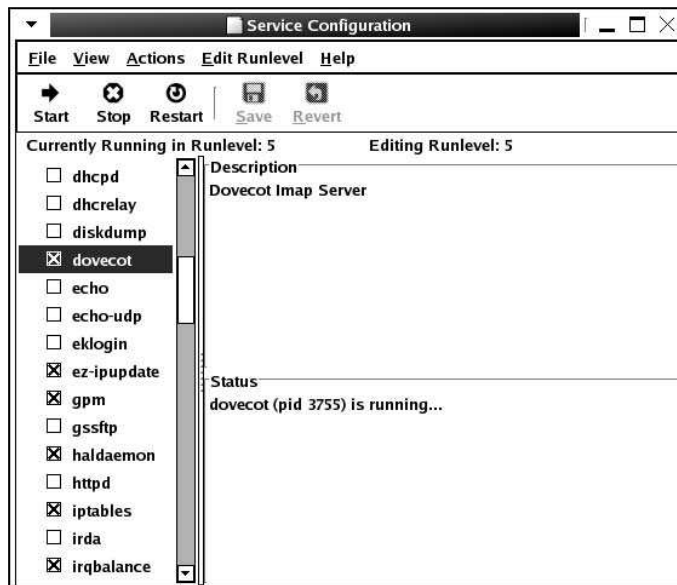 Service Configuration
File View Actions Edit Runlevel Help
Start Stop Restart Save Revert
Currently Running in Runlevel: 5 Editing Runlevel: 5
dhcpd
dhcrelay
diskdump
dovecot
echo
echo-udp
eklogin
ez-ipupdate
gpm
gssftp
haldaemon
httpd
iptables
irda
irqbalance
Description
Dovecot Imap Server
Status
dovecot (pid 3755) is running...